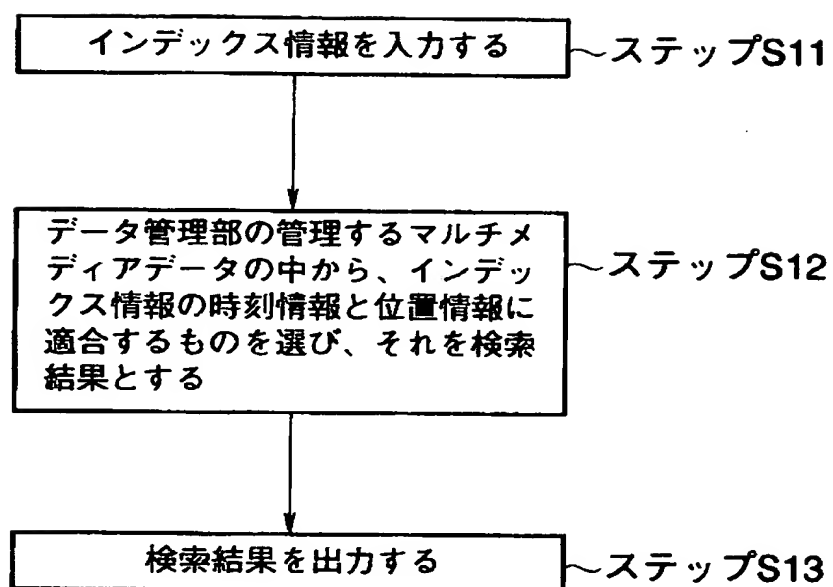 インデックス情報を入力する
～ステップS11
データ管理部の管理するマルチメ
ディアデータの中から、インデッ
クス情報の時刻情報と位置情報に
適合するものを選び、それを検索
結果とする
～ステップS12
検索結果を出力する
～ステップS13